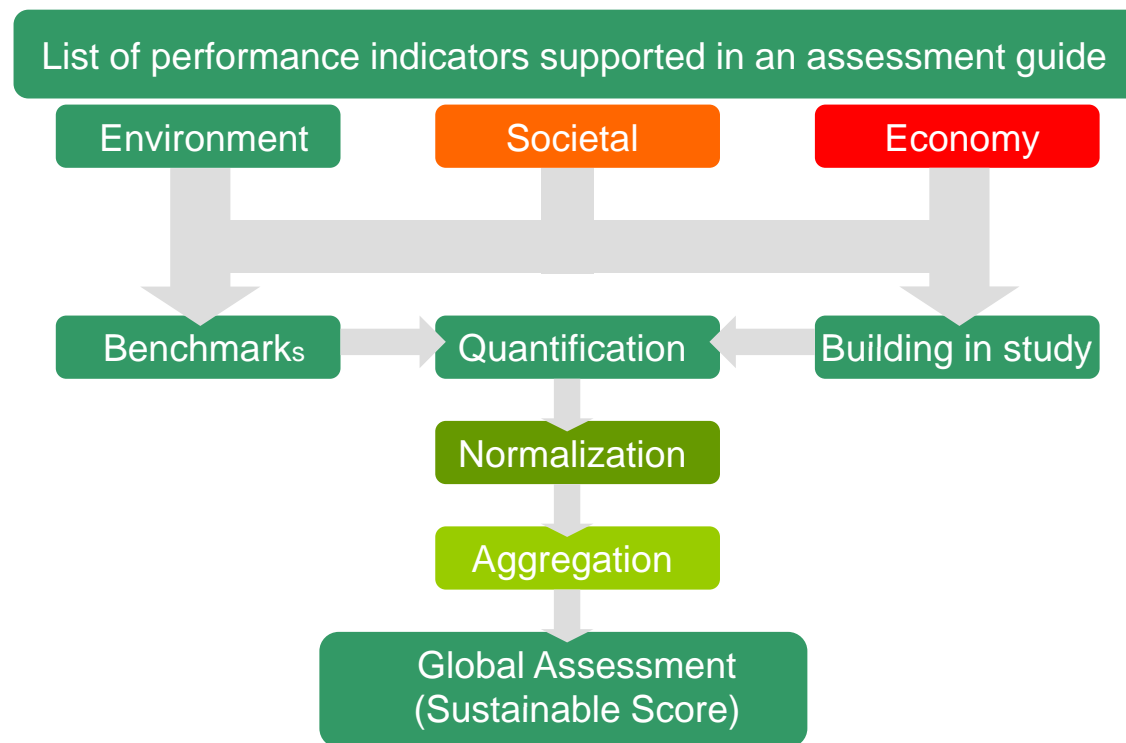 List of performance indicators supported in an assessment guide
Environment
Societal
Economy
Benchmarks
Quantification
Building in study
Normalization
Aggregation
Global Assessment
(Sustainable Score)